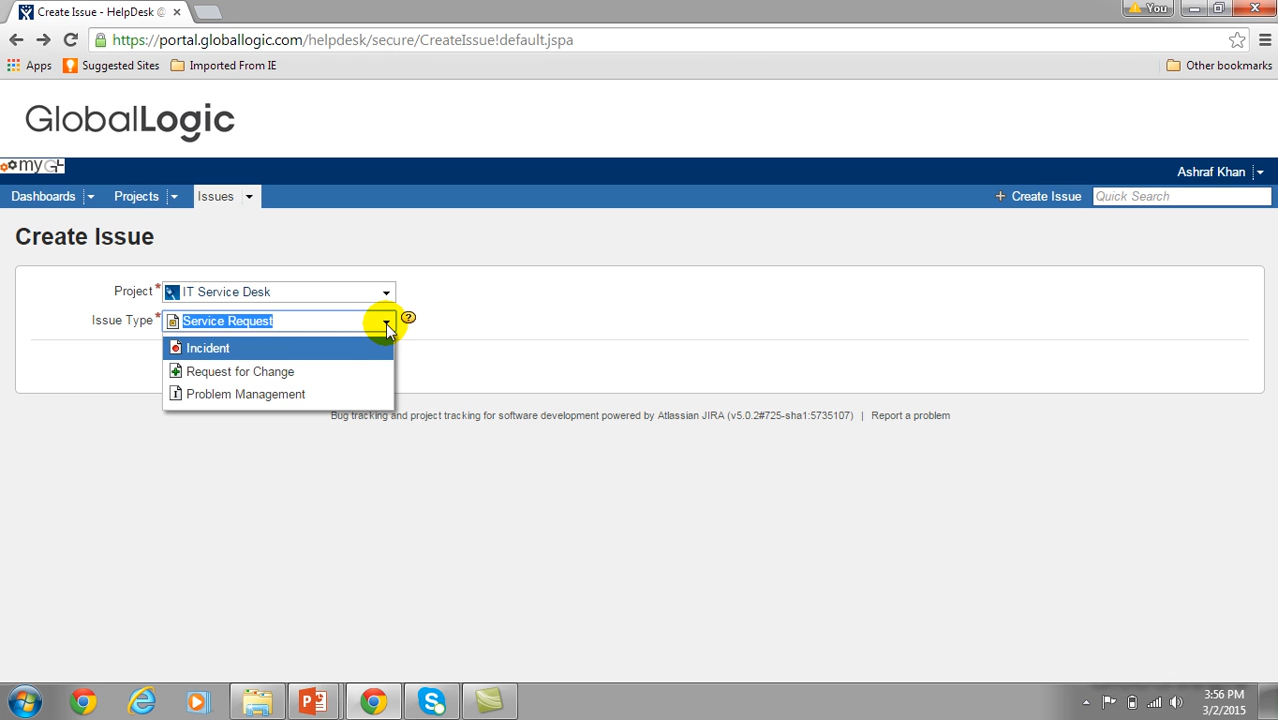 Create Issue - HelpDesk @
You
https://portal.globallogic.com/helpdesk/secure/CreateIssue!default.jspa
Apps Suggested Sites Imported From IE Other bookmarks
GlobalLogic
my
Ashraf Khan
Dashboards Projects Issues + Create Issue Quick Search
Create Issue
Project * IT Service Desk
Issue Type * Service Request ?
Incident
Request for Change
Problem Management
Bug tracking and project tracking for software development powered by Atlassian JIRA (v5.0.2#725-sha1:5735107) | Report a problem
3:56 PM
3/2/2015